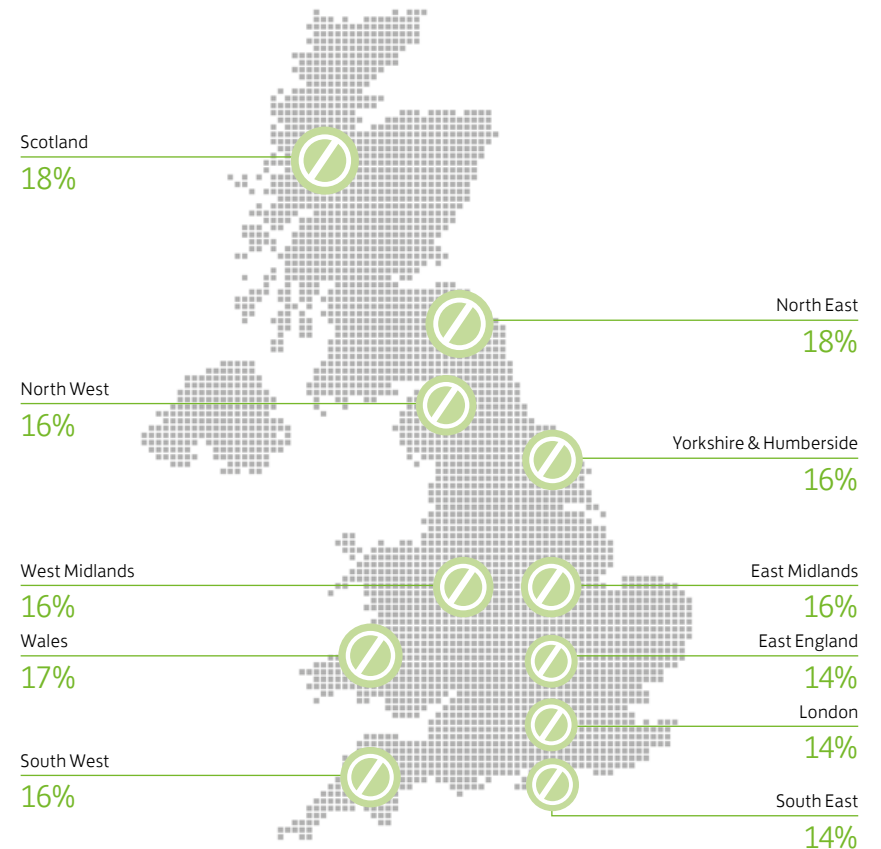 Scotland
18%
North East
18%
North West
16%
Yorkshire & Humberside
16%
West Midlands
16%
East Midlands
16%
Wales
17%
East England
14%
London
14%
South West
16%
South East
14%